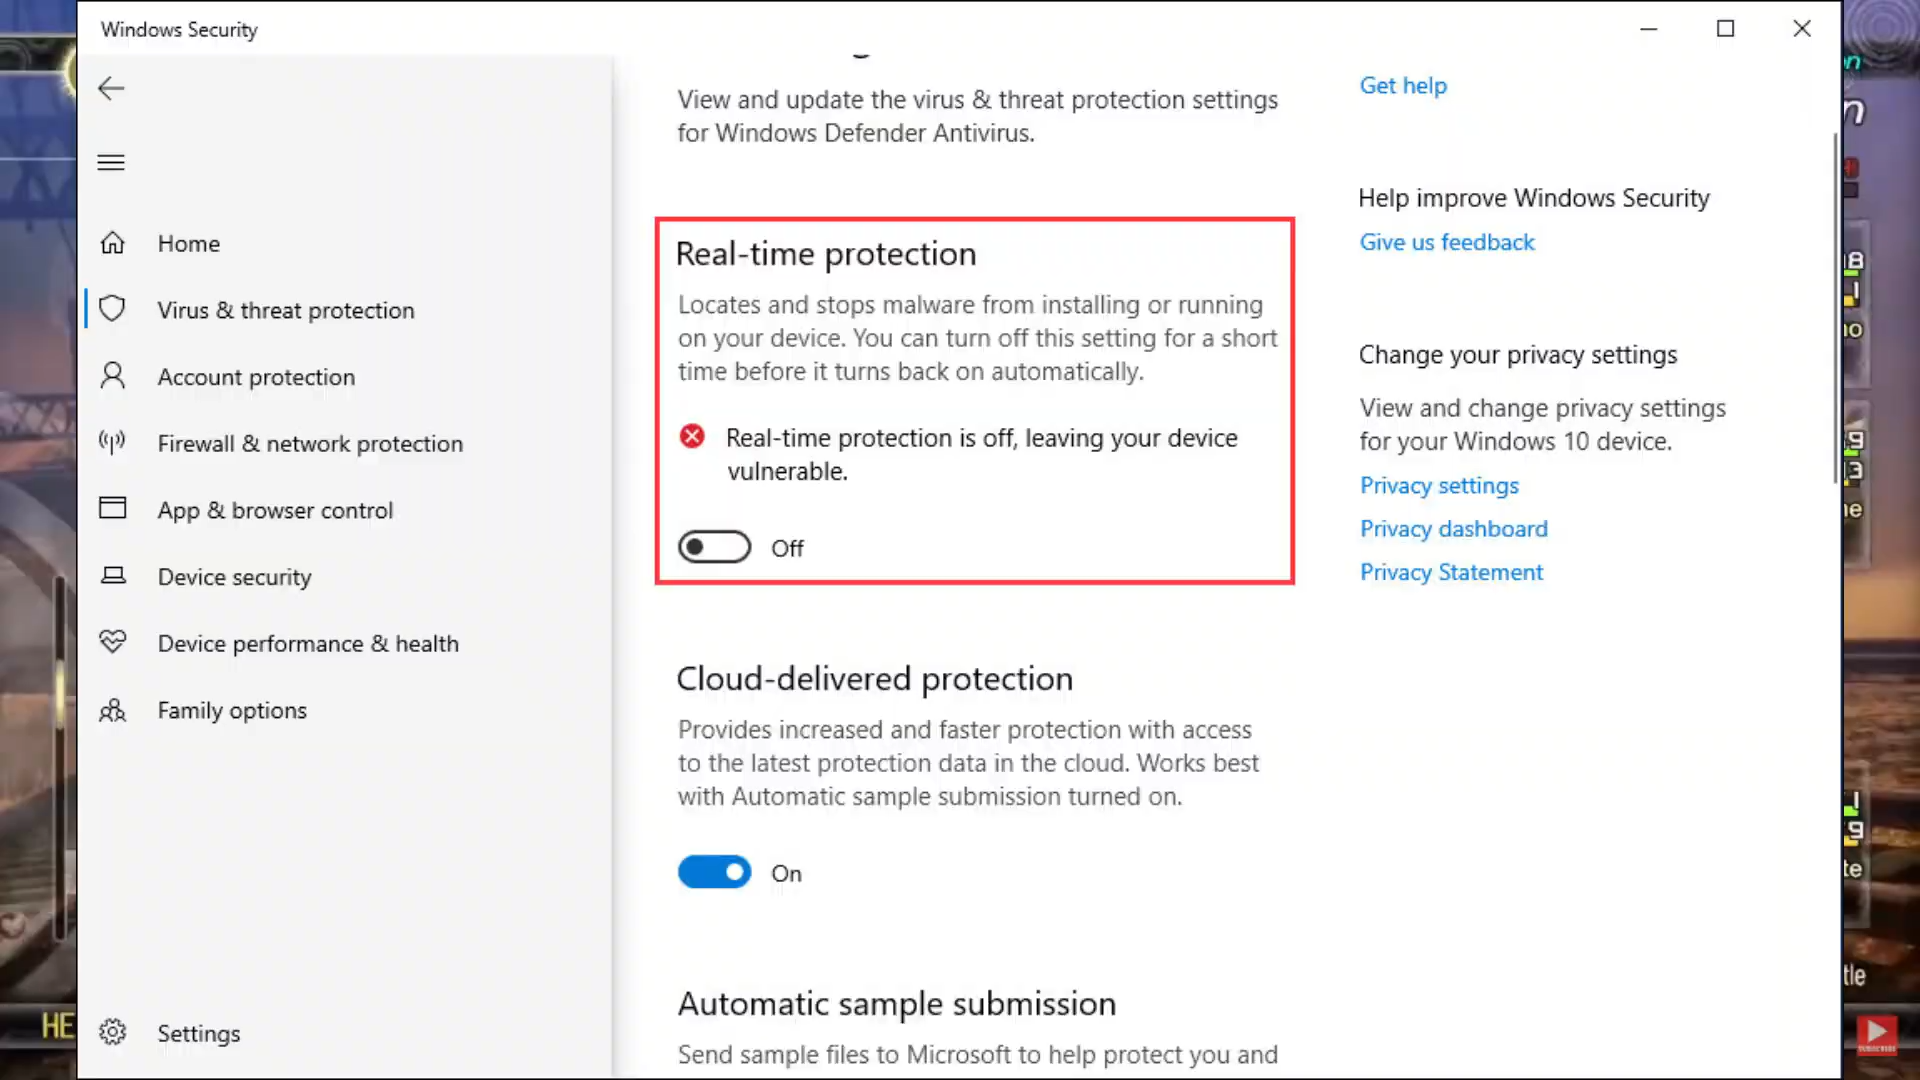 Windows Security
View and update the virus & threat protection settings
for Windows Defender Antivirus.
Real-time protection
Locates and stops malware from installing or running
on your device. You can turn off this setting for a short
time before it turns back on automatically.
Real-time protection is off, leaving your device
vulnerable.
Off
Cloud-delivered protection
Provides increased and faster protection with access
to the latest protection data in the cloud. Works best
with Automatic sample submission turned on.
On
Automatic sample submission
Send sample files to Microsoft to help protect you and
Home
Virus & threat protection
Account protection
Firewall & network protection
App & browser control
Device security
Device performance & health
Family options
Settings
Get help
Help improve Windows Security
Give us feedback
Change your privacy settings
View and change privacy settings
for your Windows 10 device.
Privacy settings
Privacy dashboard
Privacy Statement
HE
SUBSCRIBE